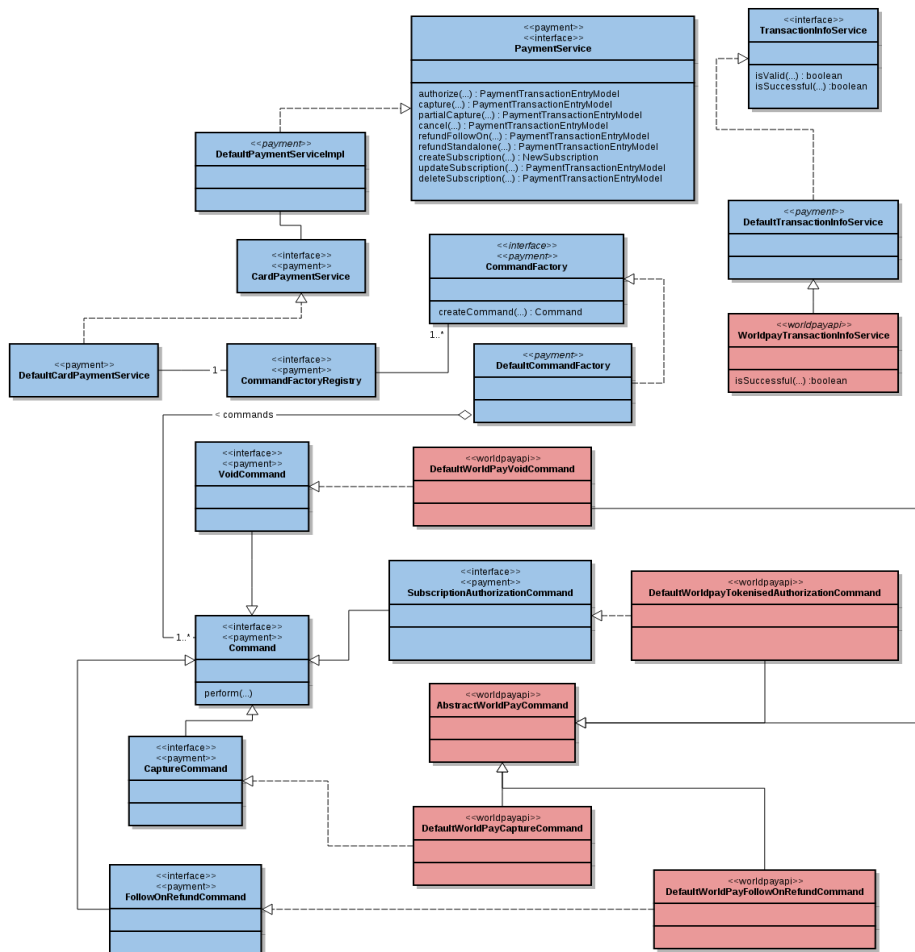 <<payment>>
<<interface>>
PaymentService
authorize(...) : PaymentTransactionEntryModel
capture(...) : PaymentTransactionEntryModel
partialCapture(...) : PaymentTransactionEntryModel
cancel(...) : PaymentTransactionEntryModel
refundFollowOn(...) : PaymentTransactionEntryModel
refundStandalone(...) : PaymentTransactionEntryModel
createSubscription(...) : NewSubscription
updateSubscription(...) : PaymentTransactionEntryModel
deleteSubscription(...) : PaymentTransactionEntryModel
<<interface>>
TransactionInfoService
isValid(...) : boolean
isSuccessful(...) :boolean
<<payment>>
DefaultPaymentServiceImpl
<<payment>>
DefaultTransactionInfoService
<<interface>>
<<payment>>
CardPaymentService
<<interface>>
<<payment>>
CommandFactory
createCommand(...) : Command
1..*
<<worldpayapi>>
WorldpayTransactionInfoService
isSuccessful(...) :boolean
<<payment>>
DefaultCardPaymentService
1
<<interface>>
<<payment>>
CommandFactoryRegistry
<<payment>>
DefaultCommandFactory
< commands
<<interface>>
<<payment>>
VoidCommand
<<worldpayapi>>
DefaultWorldPayVoidCommand
<<interface>>
<<payment>>
SubscriptionAuthorizationCommand
<<worldpayapi>>
DefaultWorldpayTokenisedAuthorizationCommand
1..*
<<interface>>
<<payment>>
Command
perform(...)
<<worldpayapi>>
AbstractWorldPayCommand
<<interface>>
<<payment>>
CaptureCommand
<<worldpayapi>>
DefaultWorldPayCaptureCommand
<<interface>>
<<payment>>
FollowOnRefundCommand
<<worldpayapi>>
DefaultWorldPayFollowOnRefundCommand